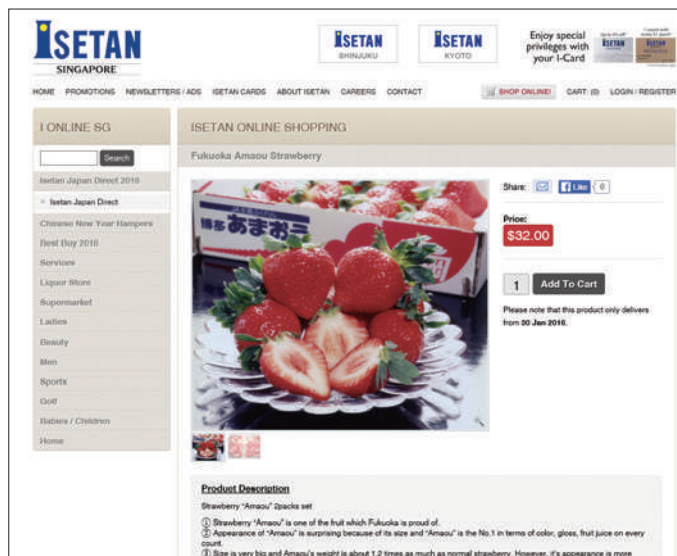 ISETAN
SINGAPORE
ISETAN
SHINJUKU
ISETAN
KYOTO
Enjoy special
privileges with
your I-Card
HOME PROMOTIONS NEWSLETTERS / ADS ISETAN CARDS ABOUT ISETAN CAREERS CONTACT
SHOP ONLINE! CART: (0) LOGIN / REGISTER
I ONLINE SG
Search
Isetan Japan Direct 2016
Isetan Japan Direct
Chinese New Year Hampers
Best Buy 2016
Services
Liquor Store
Supermarket
Ladies
Beauty
Men
Sports
Golf
Babies / Children
Home
ISETAN ONLINE SHOPPING
Fukuoka Amaou Strawberry
博多 あまおう
Share: Like 0
Price:
$32.00
1 Add To Cart
Please note that this product only delivers
from 30 Jan 2016.
Product Description
Strawberry "Amaou" 2packs set
① Strawberry "Amaou" is one of the fruit which Fukuoka is proud of.
② Appearance of "Amaou" is surprising because of its size and "Amaou" is the No.1 in terms of color, gloss, fruit juice on every
count.
③ Size is very big and Amaou's weight is about 1.2 times as much as normal strawberry. However, it's appearance is more